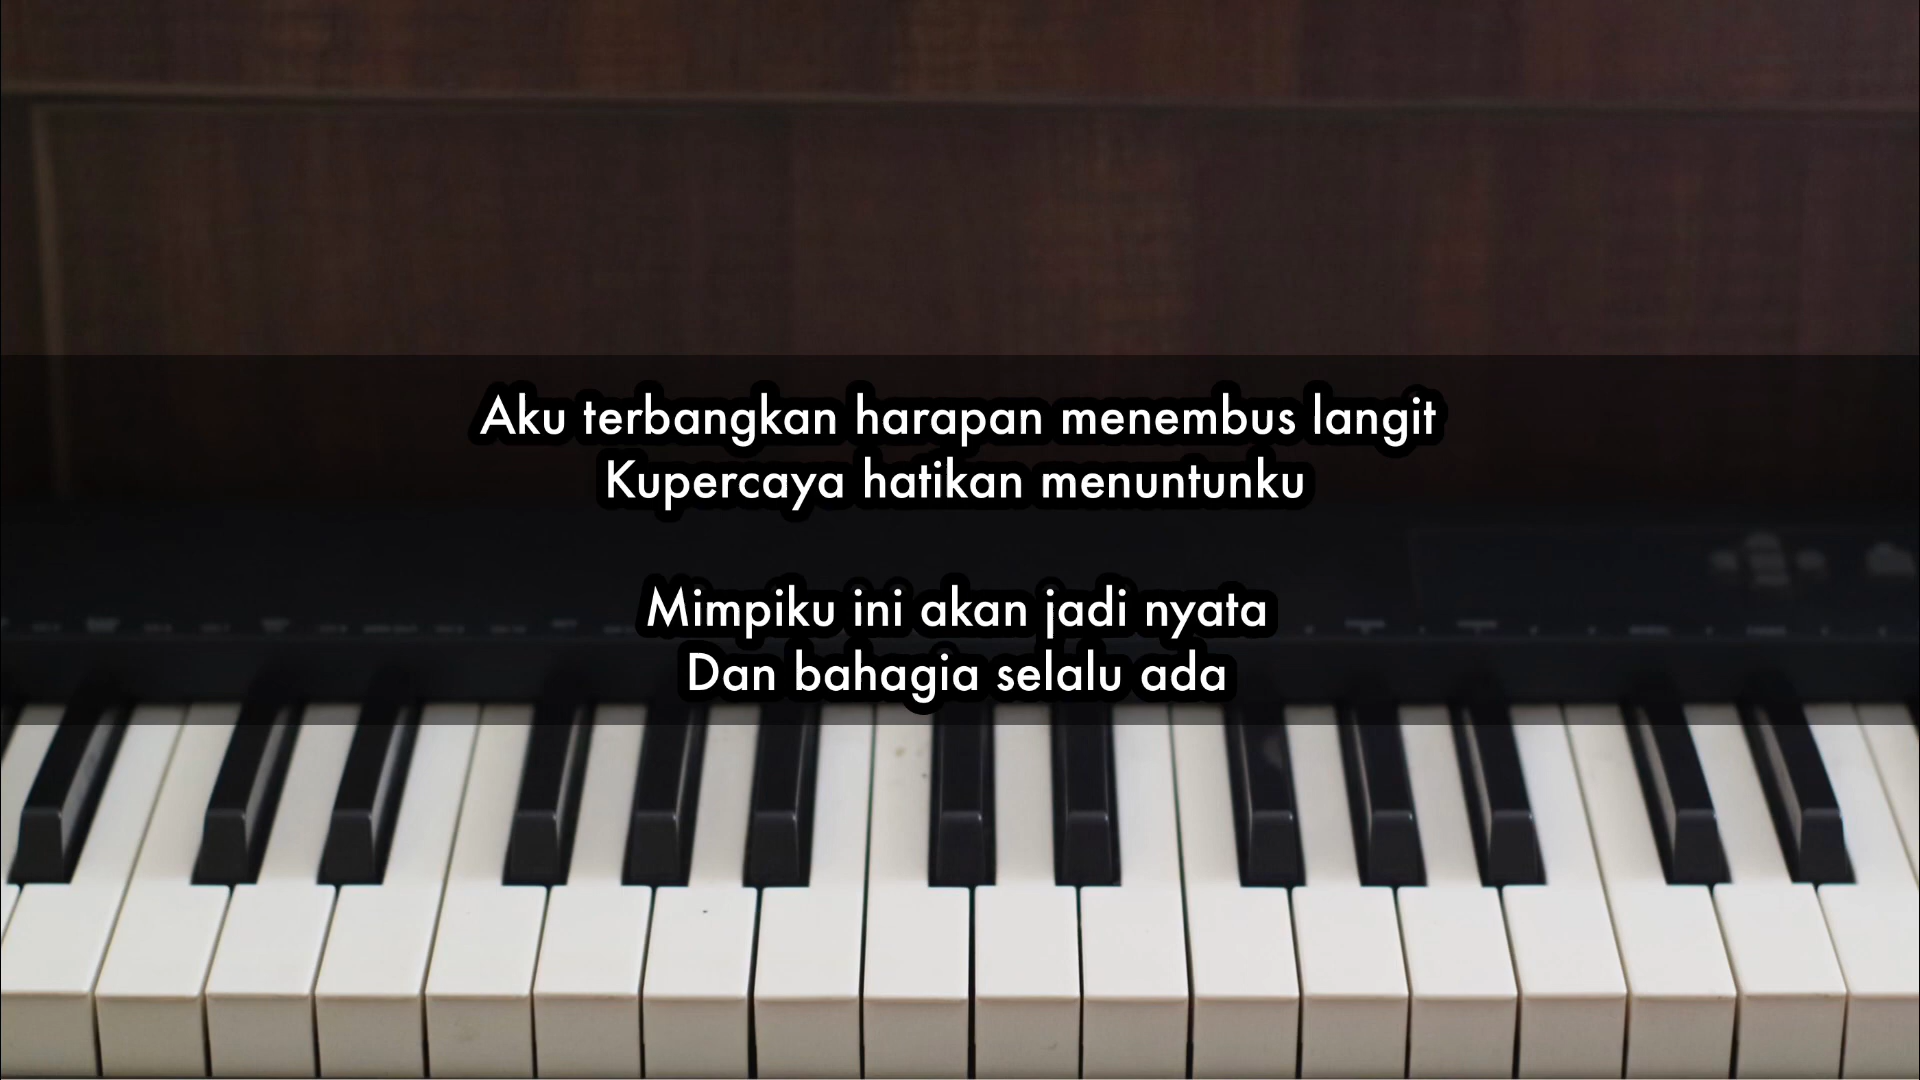 Aku terbangkan harapan menembus langit
Kupercaya hatikan menuntunku
Mimpiku ini akan jadi nyata
Dan bahagia selalu ada